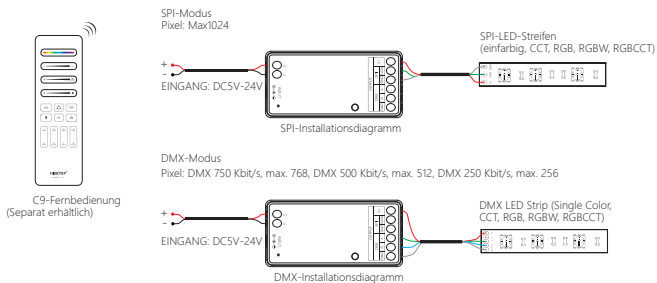 SPI-Modus
Pixel: Max1024
SPI-LED-Streifen
(einfarbig, CCT, RGB, RGBW, RGBCCT)
+
-
EINGANG: DC5V-24V
OUTPUT
SPI-Installationsdiagramm
DMX-Modus
Pixel: DMX 750 Kbit/s, max. 768, DMX 500 Kbit/s, max. 512, DMX 250 Kbit/s, max. 256
C9-Fernbedienung
(Separat erhältlich)
DMX LED Strip (Single Color,
CCT, RGB, RGBW, RGBCCT)
+
-
EINGANG: DC5V-24V
OUTPUT
DMX-Installationsdiagramm